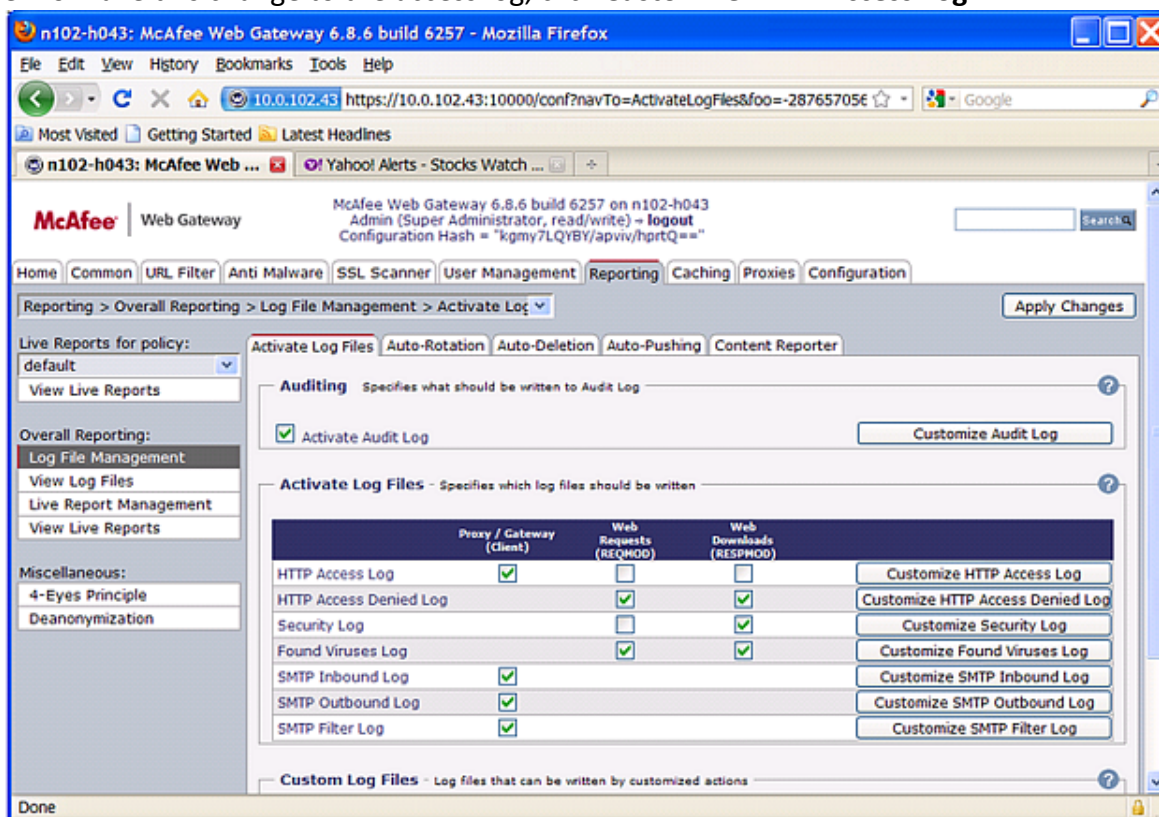 n102-h043: McAfee Web Gateway 6.8.6 build 6257 - Mozilla Firefox
File Edit View History Bookmarks Tools Help
10.0.102.43 https://10.0.102.43:10000/conf?navTo=ActivateLogFiles&foo=-287657056
Google
Most Visited Getting Started Latest Headlines
n102-h043: McAfee Web ... Yahoo! Alerts - Stocks Watch ...
McAfee Web Gateway
McAfee Web Gateway 6.8.6 build 6257 on n102-h043
Admin (Super Administrator, read/write) → logout
Configuration Hash = "kgmy7LQYBY/apviv/hprtQ=="
Search
Home Common URL Filter Anti Malware SSL Scanner User Management Reporting Caching Proxies Configuration
Reporting > Overall Reporting > Log File Management > Activate Log
Apply Changes
Live Reports for policy:
default
View Live Reports
Overall Reporting:
Log File Management
View Log Files
Live Report Management
View Live Reports
Miscellaneous:
4-Eyes Principle
Deanonymization
Activate Log Files Auto-Rotation Auto-Deletion Auto-Pushing Content Reporter
Auditing Specifies what should be written to Audit Log
Activate Audit Log
Customize Audit Log
Activate Log Files - Specifies which log files should be written
Proxy / Gateway (Client) Web Requests (REQMOD) Web Downloads (RESPMOD)
HTTP Access Log Customize HTTP Access Log
HTTP Access Denied Log Customize HTTP Access Denied Log
Security Log Customize Security Log
Found Viruses Log Customize Found Viruses Log
SMTP Inbound Log Customize SMTP Inbound Log
SMTP Outbound Log Customize SMTP Outbound Log
SMTP Filter Log Customize SMTP Filter Log
Custom Log Files - Log files that can be written by customized actions
Done